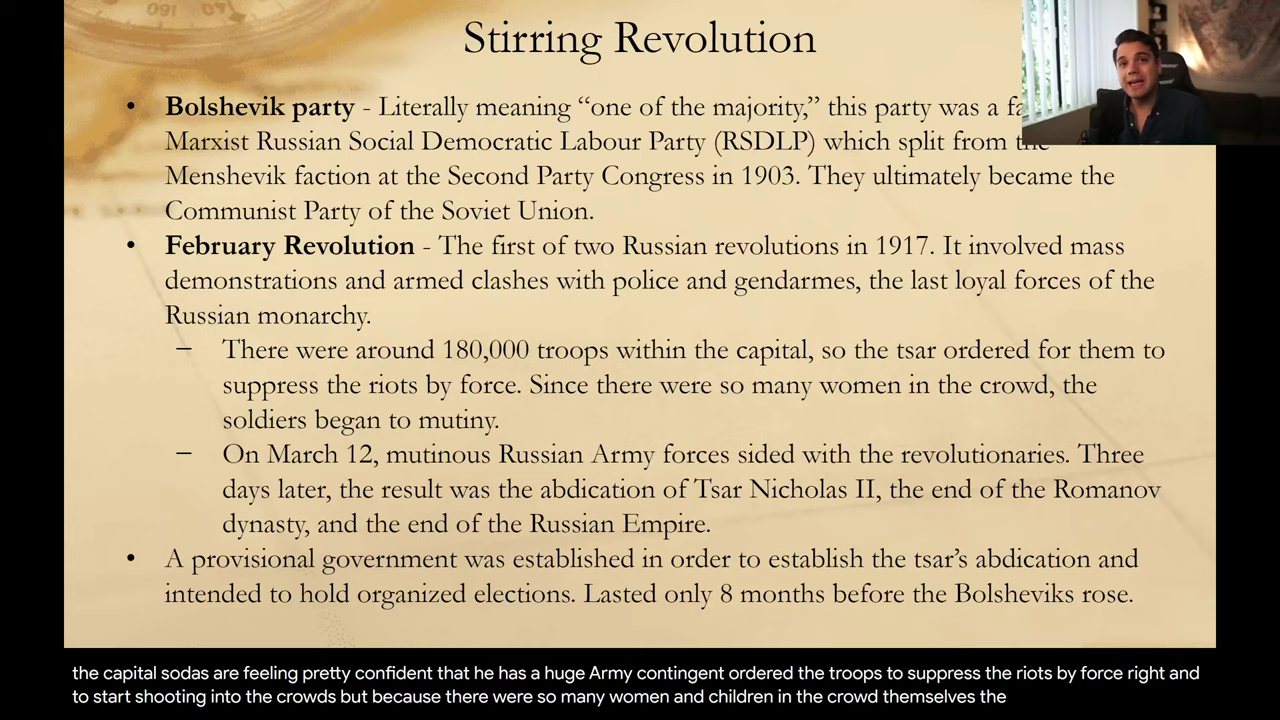 Stirring Revolution
• Bolshevik party - Literally meaning “one of the majority,” this party was a
Marxist Russian Social Democratic Labour Party (RSDLP) which split from the
Menshevik faction at the Second Party Congress in 1903. They ultimately became the
Communist Party of the Soviet Union.
• February Revolution - The first of two Russian revolutions in 1917. It involved mass
demonstrations and armed clashes with police and gendarmes, the last loyal forces of the
Russian monarchy.
– There were around 180,000 troops within the capital, so the tsar ordered for them to
suppress the riots by force. Since there were so many women in the crowd, the
soldiers began to mutiny.
– On March 12, mutinous Russian Army forces sided with the revolutionaries. Three
days later, the result was the abdication of Tsar Nicholas II, the end of the Romanov
dynasty, and the end of the Russian Empire.
• A provisional government was established in order to establish the tsar’s abdication and
intended to hold organized elections. Lasted only 8 months before the Bolsheviks rose.
the capital sodas are feeling pretty confident that he has a huge Army contingent ordered the troops to suppress the riots by force right and
to start shooting into the crowds but because there were so many women and children in the crowd themselves the